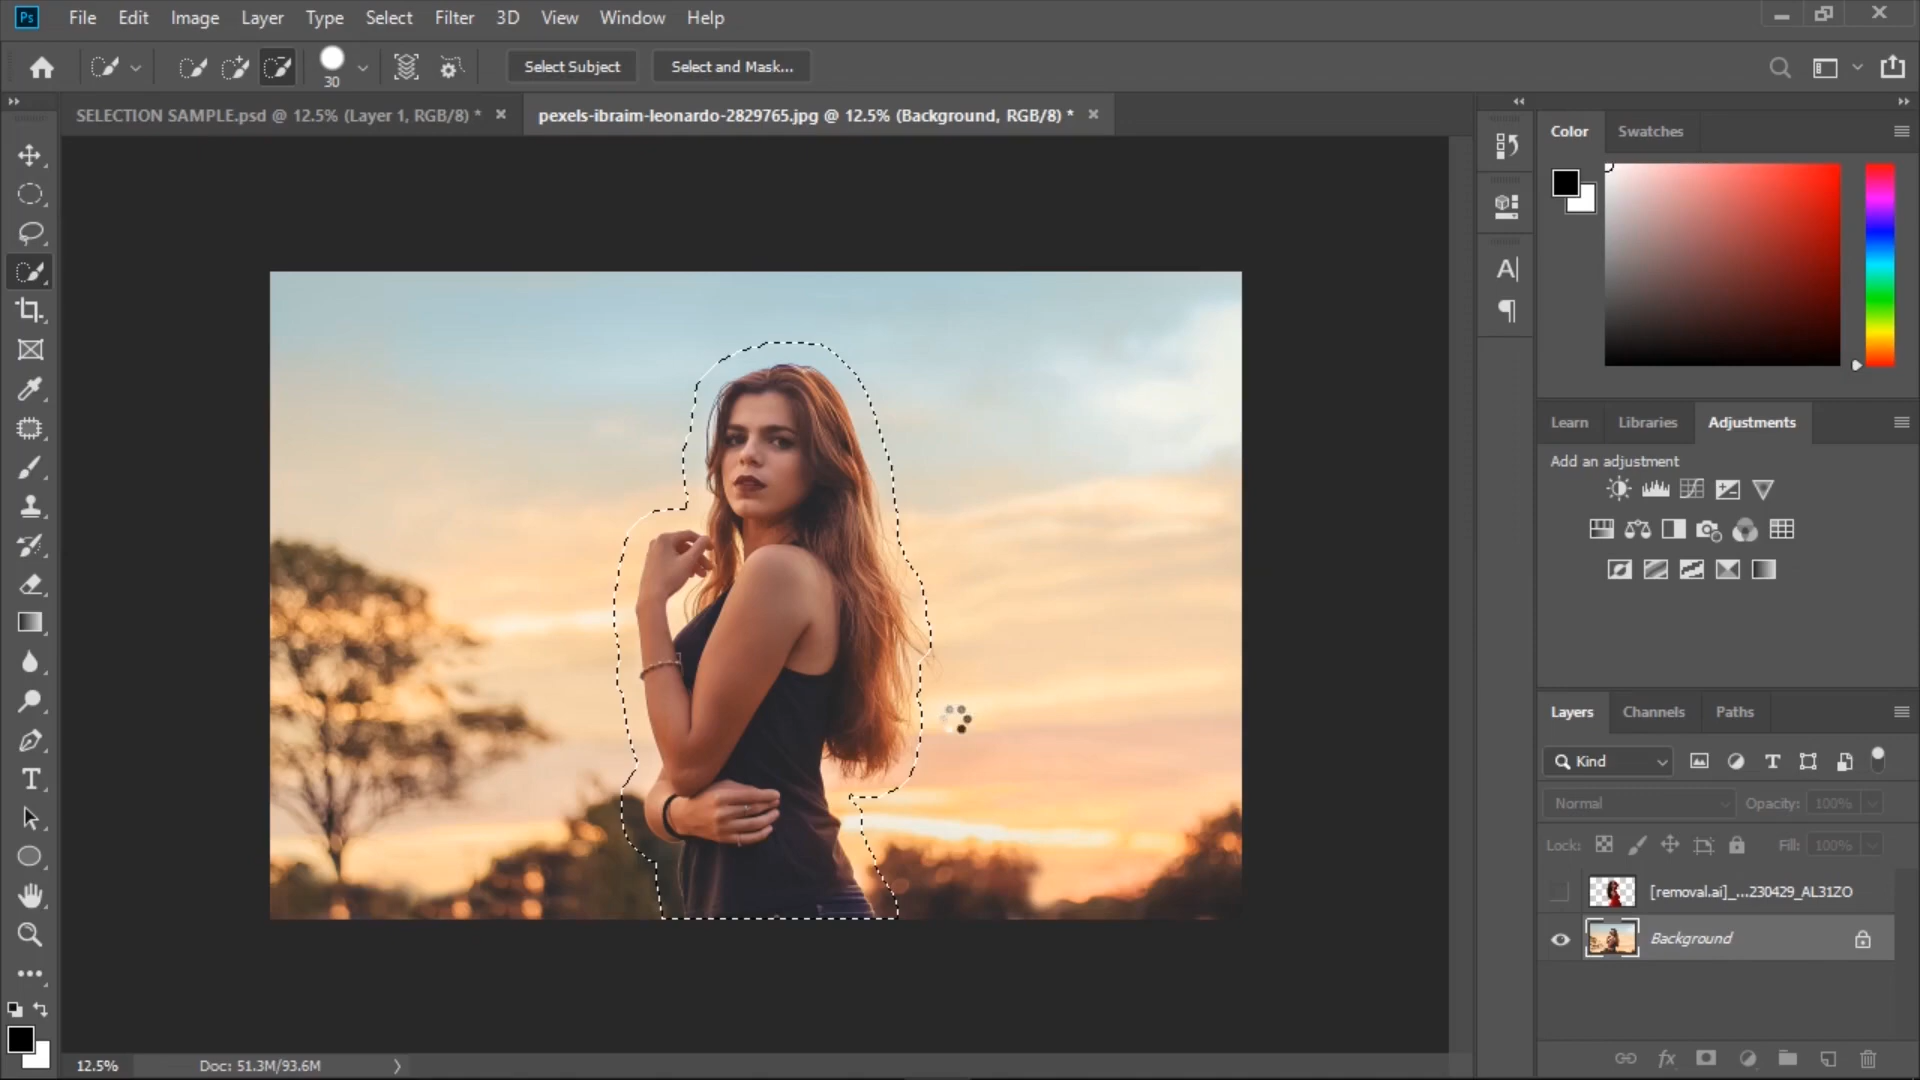 Ps File Edit Image Layer Type Select Filter 3D View Window Help
30 Select Subject Select and Mask...
SELECTION SAMPLE.psd @ 12.5% (Layer 1, RGB/8) * pexels-ibraim-leonardo-2829765.jpg @ 12.5% (Background, RGB/8) *
Color Swatches
Learn Libraries Adjustments
Add an adjustment
Layers Channels Paths
Kind
Normal Opacity: 100%
Lock: Fill: 100%
[removal.ai]_...230429_AL31ZO
Background
12.5% Doc: 51.3M/93.6M